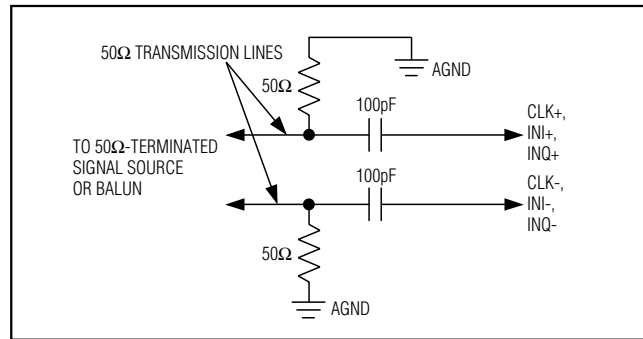 50Ω TRANSMISSION LINES
50Ω
AGND
100pF
CLK+,
INI+,
INQ+
TO 50Ω-TERMINATED
SIGNAL SOURCE
OR BALUN
100pF
CLK-,
INI-,
INQ-
50Ω
AGND